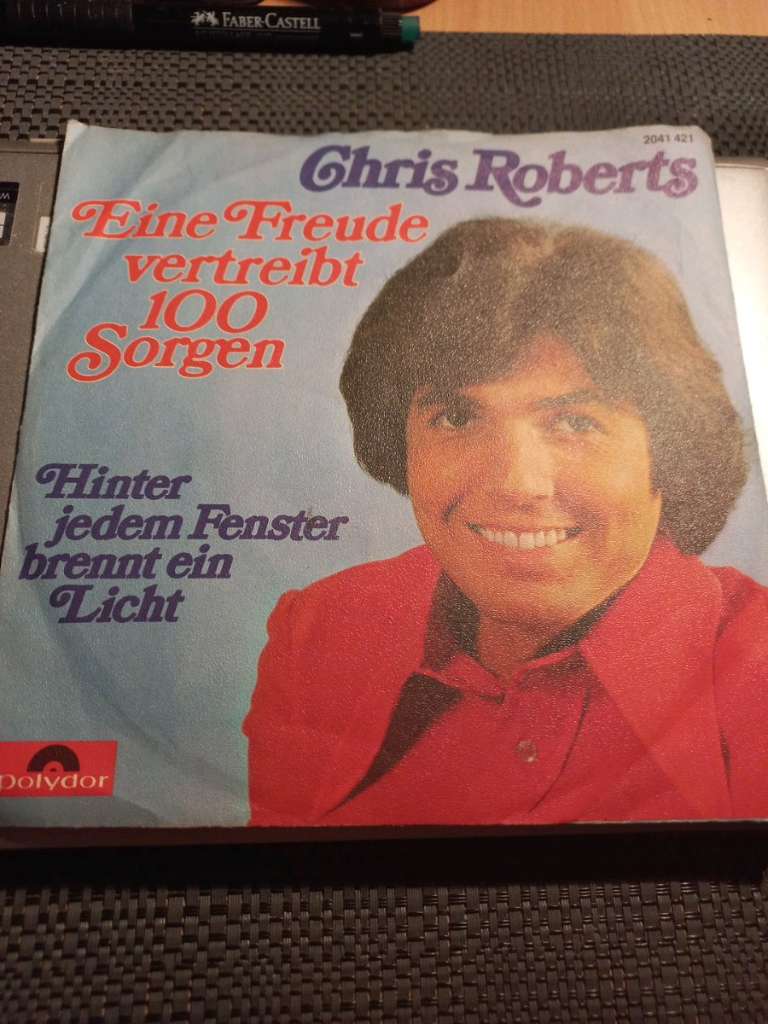 FABER-CASTELL
2041 421
Chris Roberts
Eine Freude
vertreibt
100
Sorgen
Hinter
jedem Fenster
brennt ein
Licht
polydor